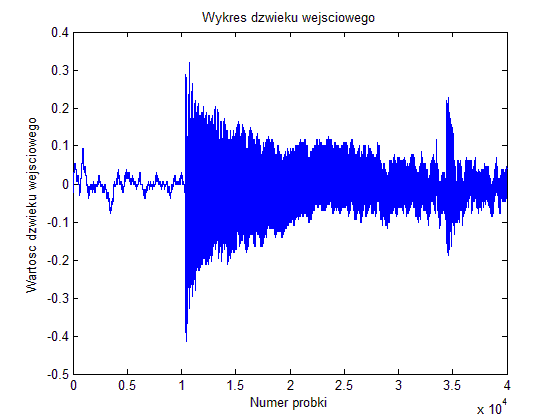 Wykres dzwieku wejsciowego
Wartosc dzwieku wejsciowego
0.4
0.3
0.2
0.1
0
-0.1
-0.2
-0.3
-0.4
-0.5
0 0.5 1 1.5 2 2.5 3 3.5 4
Numer probki
x 10^4